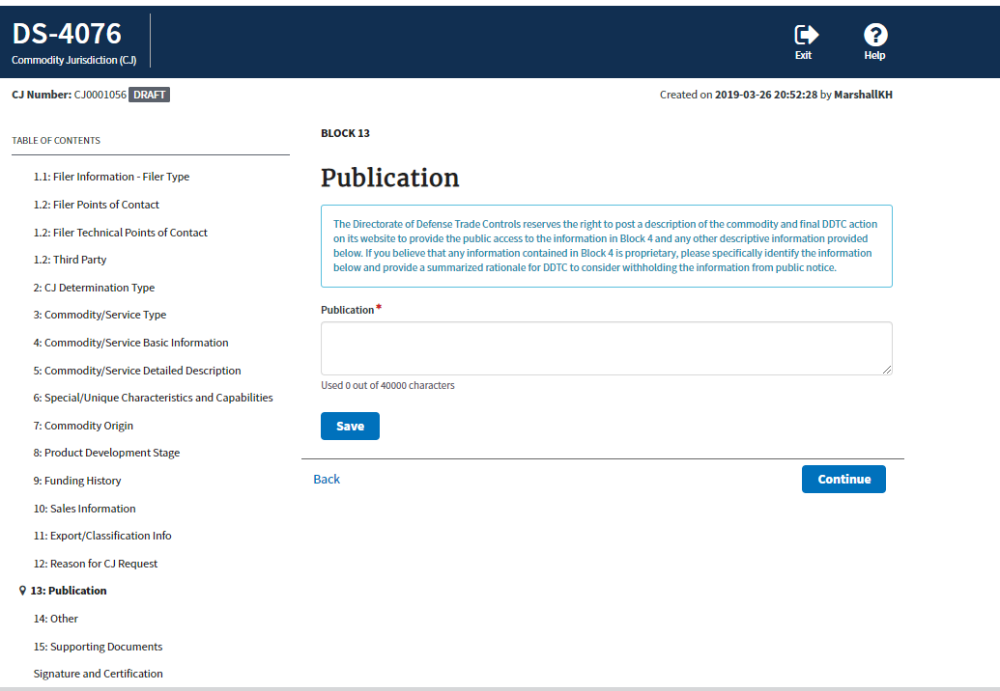 DS-4076
Commodity Jurisdiction (CJ)
Exit
Help
CJ Number: CJ0001056 DRAFT
Created on 2019-03-26 20:52:28 by MarshallKH
TABLE OF CONTENTS
1.1: Filer Information - Filer Type
1.2: Filer Points of Contact
1.2: Filer Technical Points of Contact
1.2: Third Party
2: CJ Determination Type
3: Commodity/Service Type
4: Commodity/Service Basic Information
5: Commodity/Service Detailed Description
6: Special/Unique Characteristics and Capabilities
7: Commodity Origin
8: Product Development Stage
9: Funding History
10: Sales Information
11: Export/Classification Info
12: Reason for CJ Request
13: Publication
14: Other
15: Supporting Documents
Signature and Certification
BLOCK 13
Publication
The Directorate of Defense Trade Controls reserves the right to post a description of the commodity and final DDTC action
on its website to provide the public access to the information in Block 4 and any other descriptive information provided
below. If you believe that any information contained in Block 4 is proprietary, please specifically identify the information
below and provide a summarized rationale for DDTC to consider withholding the information from public notice.
Publication *
Used 0 out of 40000 characters
Save
Back
Continue